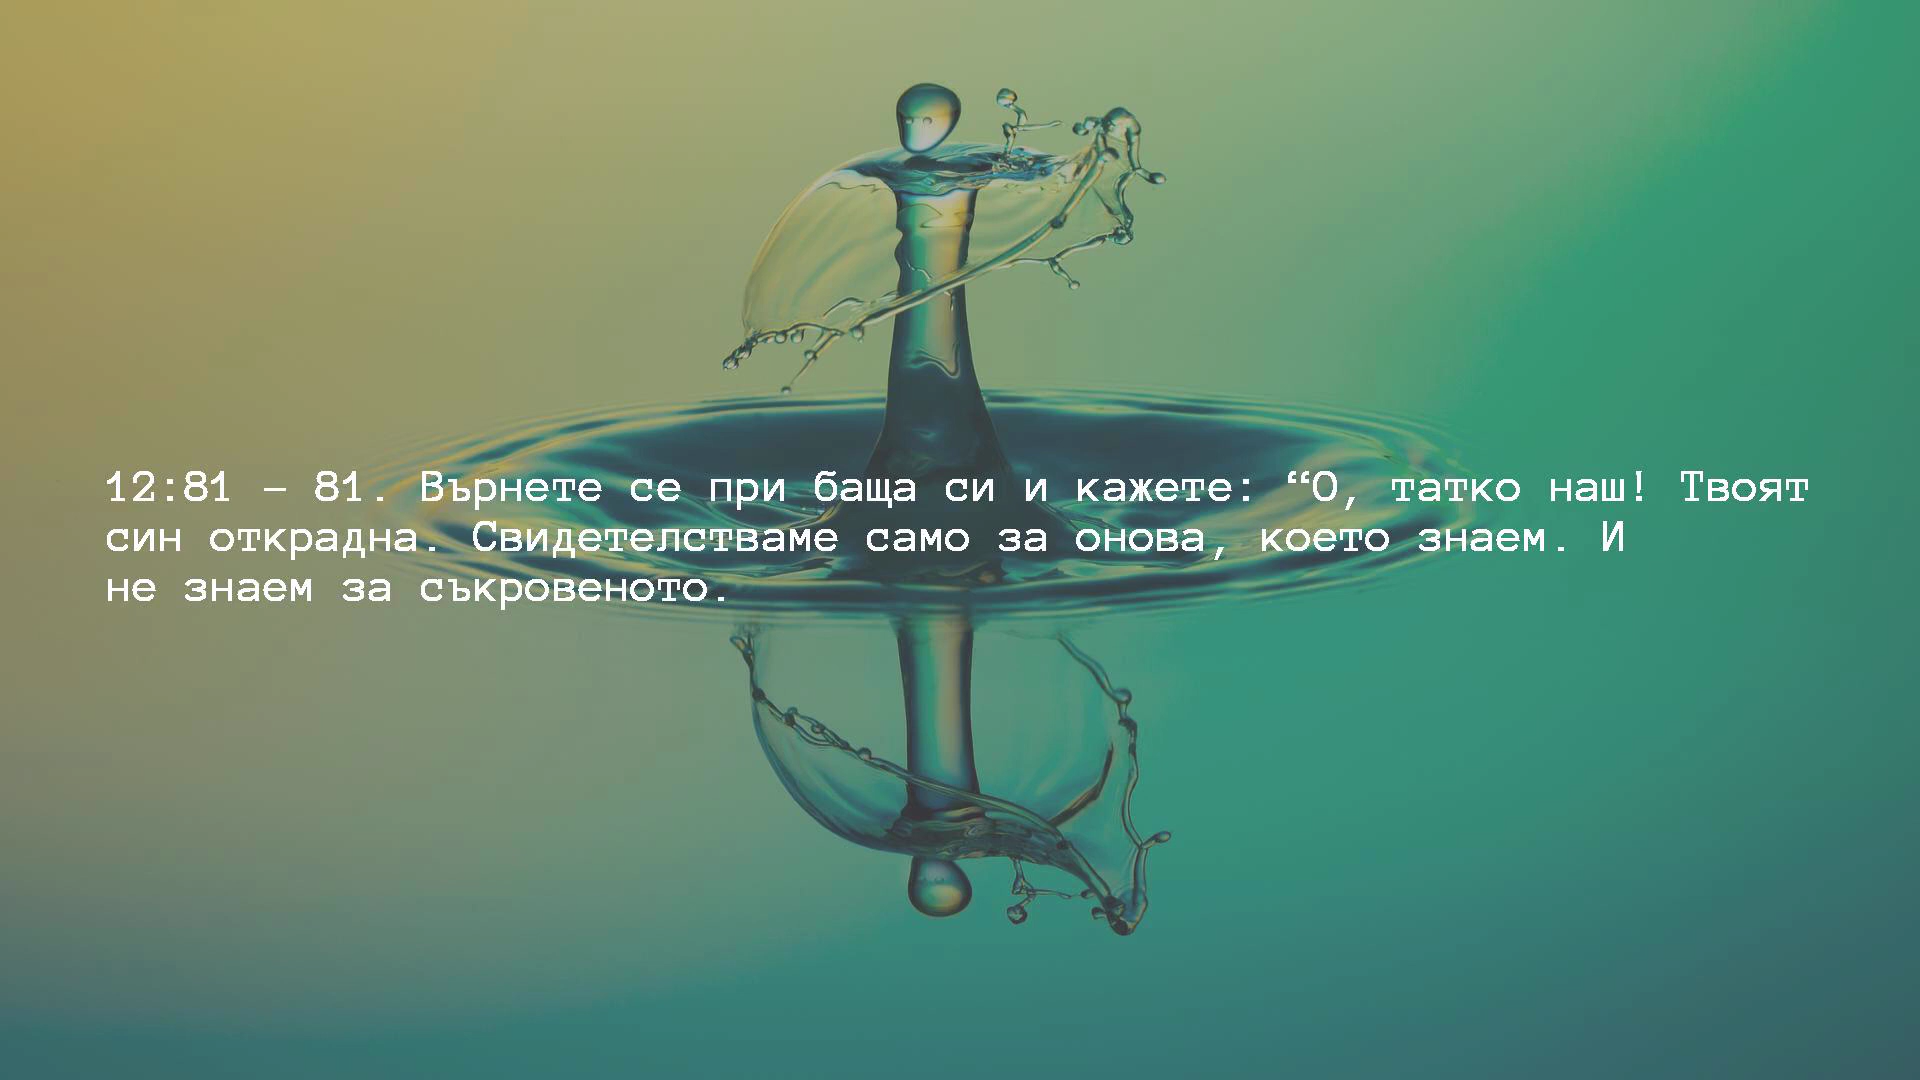 12:81 – 81. Върнете се при баща си и кажете: “О, татко наш! Твоят
син открадна. Свидетелстваме само за онова, което знаем. И
не знаем за съкровеното.